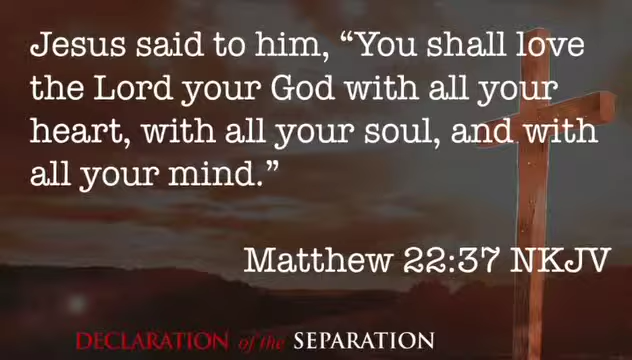 Jesus said to him, “You shall love
the Lord your God with all your
heart, with all your soul, and with
all your mind.”
Matthew 22:37 NKJV
DECLARATION of the SEPARATION